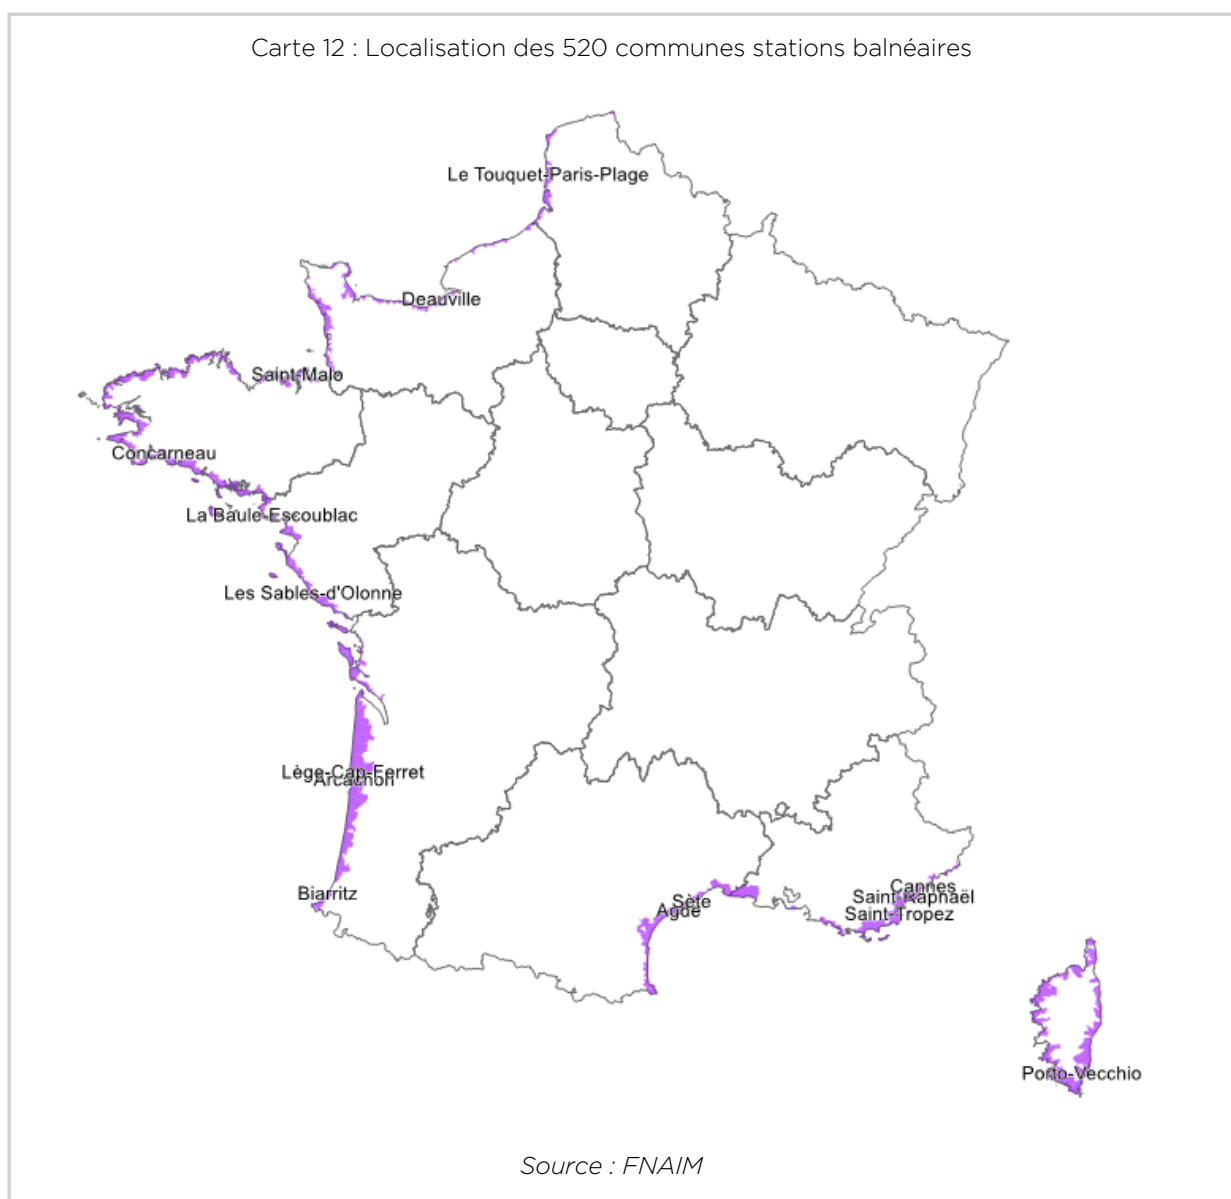 Carte 12 : Localisation des 520 communes stations balnéaires
Le Touquet-Paris-Plage
Deauville
Saint-Malo
Concarneau
La Baule-Escoublac
Les Sables-d'Olonne
Lège-Cap-Ferret
Arcachon
Biarritz
Cannes
Saint-Raphaël
Sète
Agde
Saint-Tropez
Porto-Vecchio
Source : FNAIM